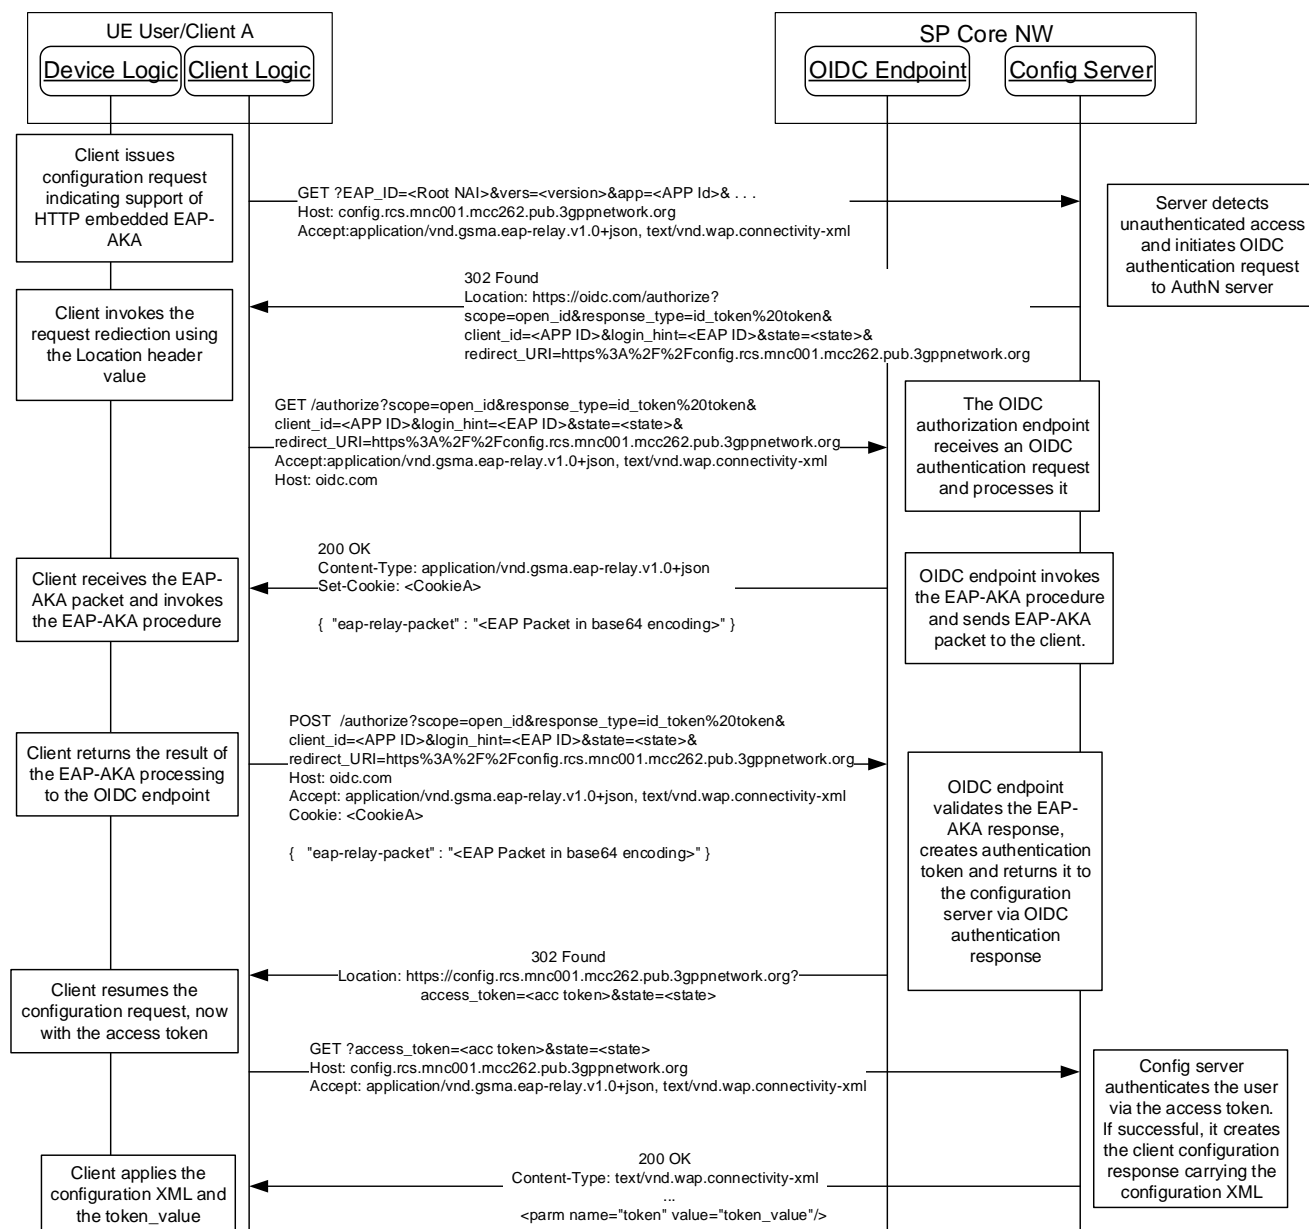 UE User/Client A
SP Core NW
Device Logic
Client Logic
OIDC Endpoint
Config Server
Client issues
configuration request
indicating support of
HTTP embedded EAP-
AKA
GET ?EAP_ID=<Root NAI>&vers=<version>&app=<APP Id>& . . .
Host: config.rcs.mnc001.mcc262.pub.3gppnetwork.org
Accept:application/vnd.gsma.eap-relay.v1.0+json, text/vnd.wap.connectivity-xml
Server detects
unauthenticated access
and initiates OIDC
authentication request
to AuthN server
302 Found
Location: https://oidc.com/authorize?
scope=open_id&response_type=id_token%20token&
client_id=<APP ID>&login_hint=<EAP ID>&state=<state>&
redirect_URI=https%3A%2F%2Fconfig.rcs.mnc001.mcc262.pub.3gppnetwork.org
Client invokes the
request rediection using
the Location header
value
GET /authorize?scope=open_id&response_type=id_token%20token&
client_id=<APP ID>&login_hint=<EAP ID>&state=<state>&
redirect_URI=https%3A%2F%2Fconfig.rcs.mnc001.mcc262.pub.3gppnetwork.org
Accept:application/vnd.gsma.eap-relay.v1.0+json, text/vnd.wap.connectivity-xml
Host: oidc.com
The OIDC
authorization endpoint
receives an OIDC
authentication request
and processes it
200 OK
Content-Type: application/vnd.gsma.eap-relay.v1.0+json
Set-Cookie: <CookieA>
{  "eap-relay-packet" : "<EAP Packet in base64 encoding>" }
Client receives the EAP-
AKA packet and invokes
the EAP-AKA procedure
OIDC endpoint invokes
the EAP-AKA procedure
and sends EAP-AKA
packet to the client.
POST  /authorize?scope=open_id&response_type=id_token%20token&
client_id=<APP ID>&login_hint=<EAP ID>&state=<state>&
redirect_URI=https%3A%2F%2Fconfig.rcs.mnc001.mcc262.pub.3gppnetwork.org
Host: oidc.com
Accept: application/vnd.gsma.eap-relay.v1.0+json, text/vnd.wap.connectivity-xml
Cookie: <CookieA>
{   "eap-relay-packet" : "<EAP Packet in base64 encoding>" }
Client returns the result of
the EAP-AKA processing
to the OIDC endpoint
OIDC endpoint
validates the EAP-
AKA response,
creates authentication
token and returns it to
the configuration
server via OIDC
authentication
response
302 Found
Location: https://config.rcs.mnc001.mcc262.pub.3gppnetwork.org?
access_token=<acc token>&state=<state>
Client resumes the
configuration request, now
with the access token
GET ?access_token=<acc token>&state=<state>
Host: config.rcs.mnc001.mcc262.pub.3gppnetwork.org
Accept: application/vnd.gsma.eap-relay.v1.0+json, text/vnd.wap.connectivity-xml
Config server
authenticates the user
via the access token.
If successful, it creates
the client configuration
response carrying the
configuration XML
200 OK
Content-Type: text/vnd.wap.connectivity-xml
...
<parm name="token" value="token_value"/>
Client applies the
configuration XML and
the token_value